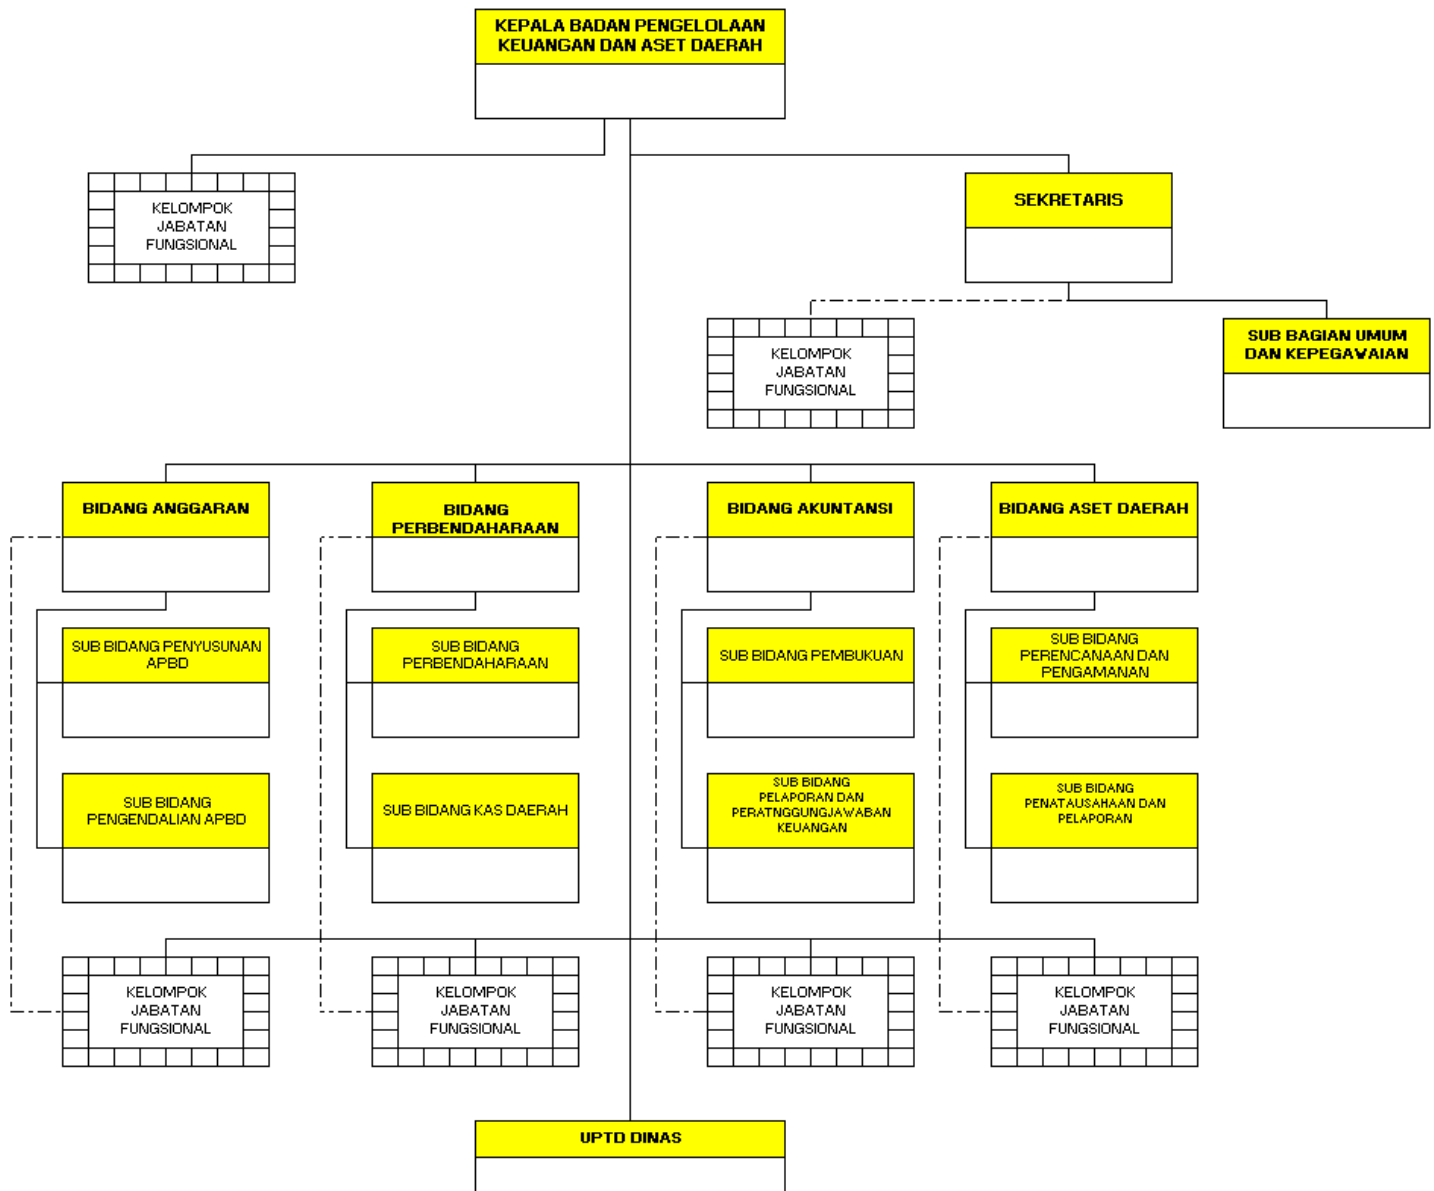 KEPALA BADAN PENGELOLAAN
KEUANGAN DAN ASET DAERAH
KELOMPOK
JABATAN
FUNGSIONAL
SEKRETARIS
KELOMPOK
JABATAN
FUNGSIONAL
SUB BAGIAN UMUM
DAN KEPEGAWAIAN
BIDANG ANGGARAN
BIDANG
PERBENDAHARAAN
BIDANG AKUNTANSI
BIDANG ASET DAERAH
SUB BIDANG PENYUSUNAN
APBD
SUB BIDANG
PERBENDAHARAAN
SUB BIDANG PEMBUKUAN
SUB BIDANG
PERENCANAAN DAN
PENGAMANAN
SUB BIDANG
PENGENDALIAN APBD
SUB BIDANG KAS DAERAH
SUB BIDANG
PELAPORAN DAN
PERATNGGUNGJAWABAN
KEUANGAN
SUB BIDANG
PENATAUSAHAAN DAN
PELAPORAN
KELOMPOK
JABATAN
FUNGSIONAL
KELOMPOK
JABATAN
FUNGSIONAL
KELOMPOK
JABATAN
FUNGSIONAL
KELOMPOK
JABATAN
FUNGSIONAL
UPTD DINAS